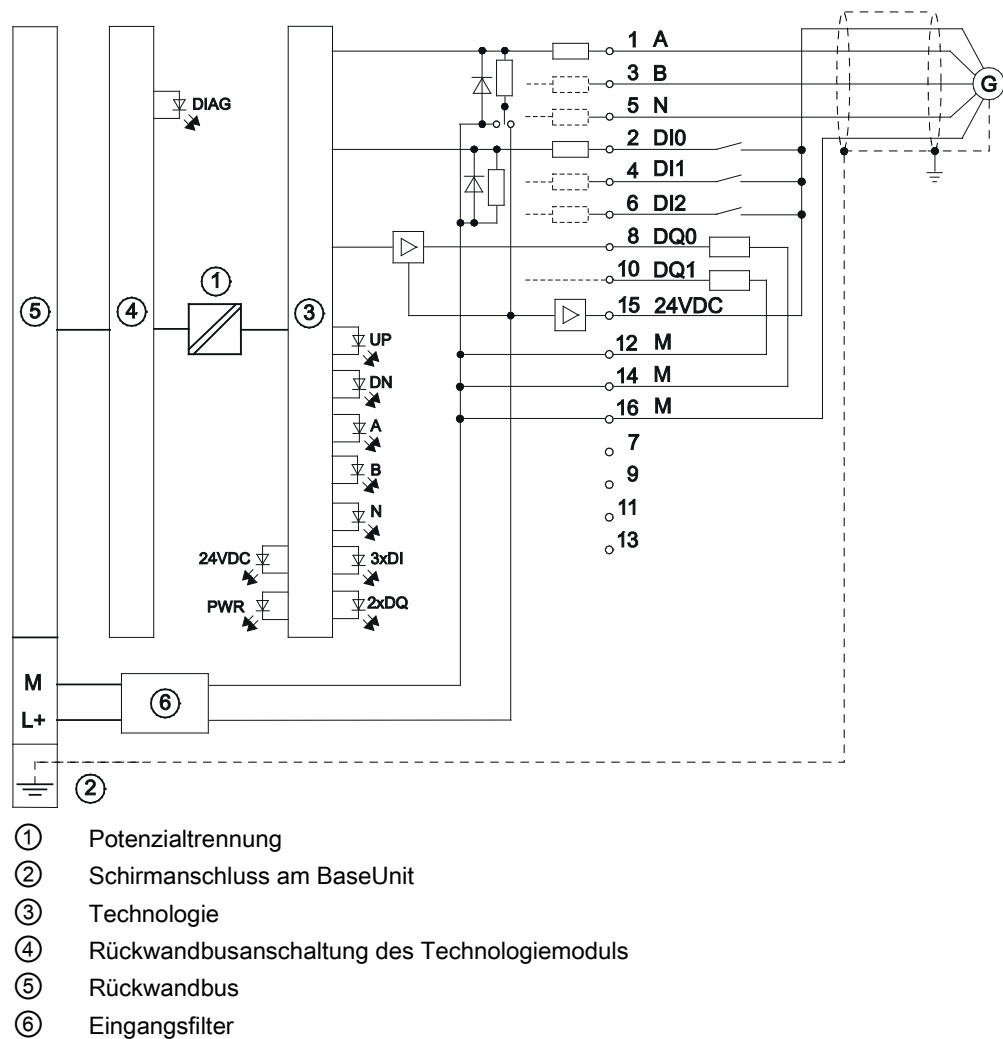 1 A
3 B
5 N
2 DI0
4 DI1
6 DI2
8 DQ0
10 DQ1
15 24VDC
12 M
14 M
16 M
7
9
11
13
G
DIAG
①
⑤
④
③
UP
DN
A
B
N
24VDC
3xDI
PWR
2xDQ
M
L+
⑥
②
① Potenzialtrennung
② Schirmanschluss am BaseUnit
③ Technologie
④ Rückwandbusanschaltung des Technologiemoduls
⑤ Rückwandbus
⑥ Eingangsfilter